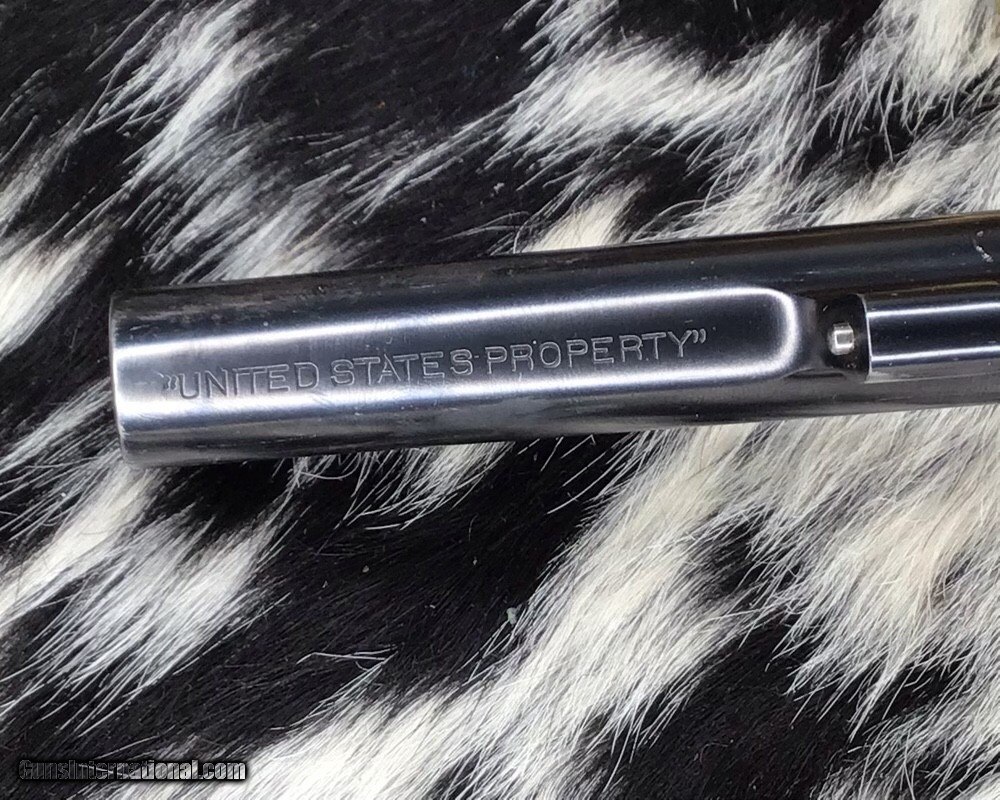 "UNITED STATES PROPERTY"
GunsInternational.com